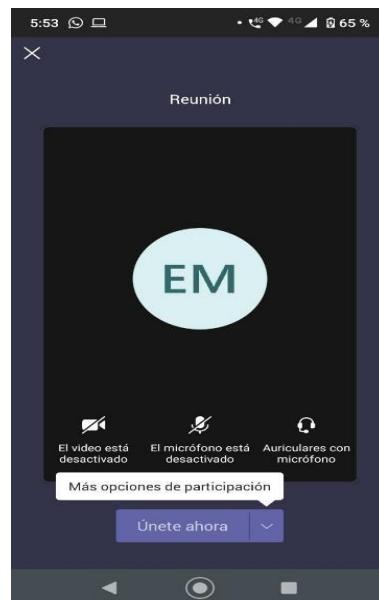 5:53 4G 4G 65 %
Reunión
EM
El video está desactivado
El micrófono está desactivado
Auriculares con micrófono
Más opciones de participación
Únete ahora